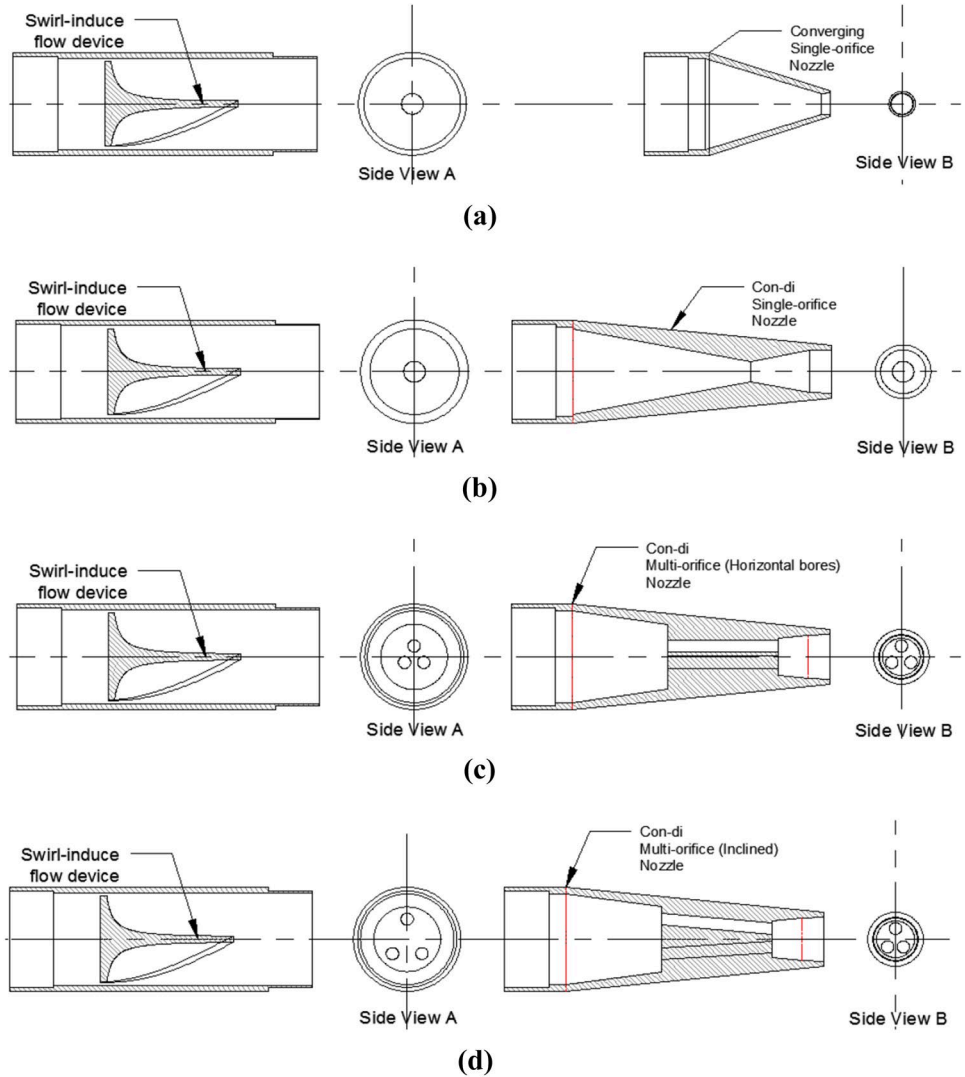 Swirl-induce
flow device
Converging
Single-orifice
Nozzle
Side View A
Side View B
(a)
Swirl-induce
flow device
Con-di
Single-orifice
Nozzle
Side View A
Side View B
(b)
Swirl-induce
flow device
Con-di
Multi-orifice (Horizontal bores)
Nozzle
Side View A
Side View B
(c)
Swirl-induce
flow device
Con-di
Multi-orifice (Inclined)
Nozzle
Side View A
Side View B
(d)